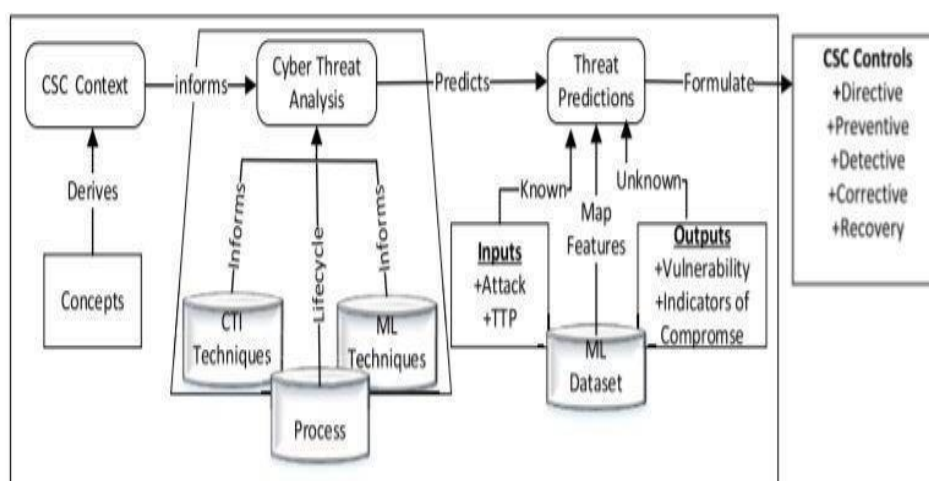 CSC Context
informs
Cyber Threat
Analysis
Predicts
Threat
Predictions
Formulate
CSC Controls
+Directive
+Preventive
+Detective
+Corrective
+Recovery
Derives
Concepts
Informs
Lifecycle
Informs
CTI
Techniques
ML
Techniques
Process
Known
Map
Features
Unknown
Inputs
+Attack
+TTP
Outputs
+Vulnerability
+Indicators of
Compromse
ML
Dataset